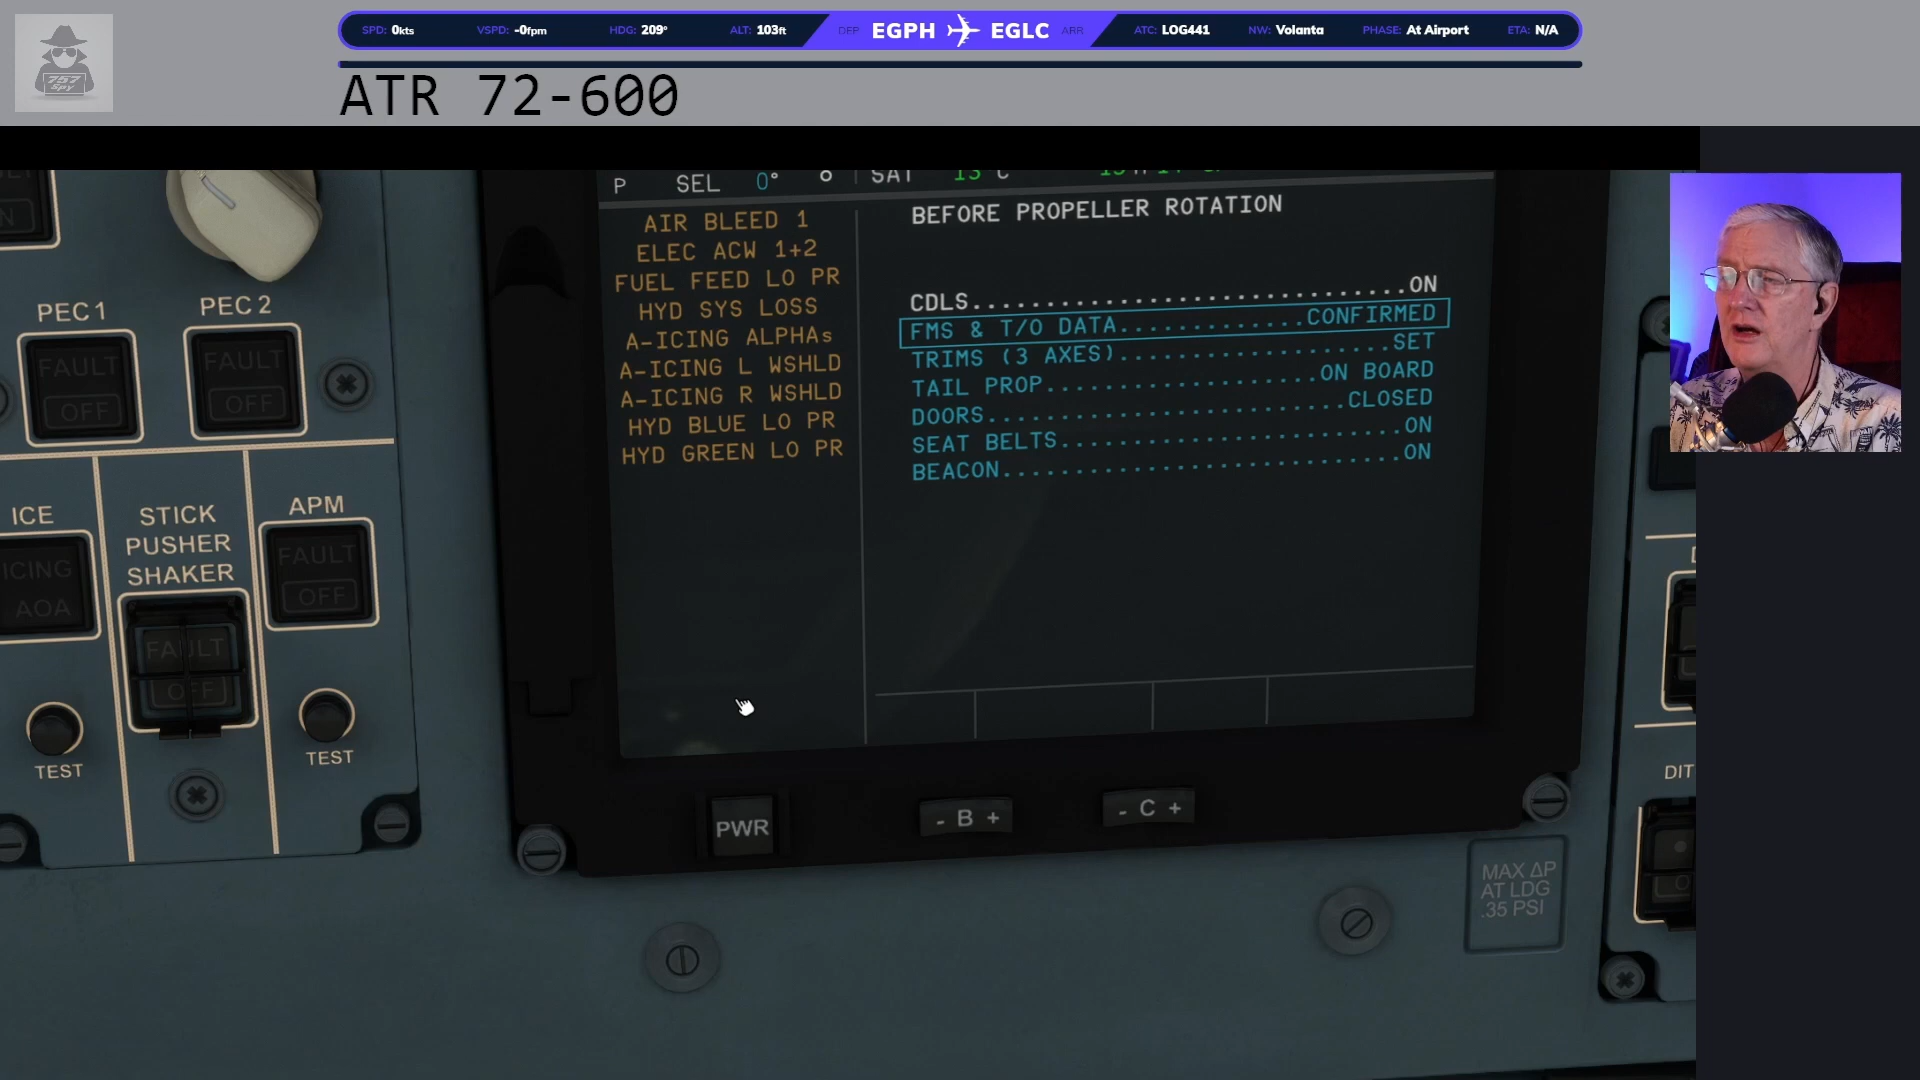 SPD: 0kts VSPD: -0fpm HDG: 209° ALT: 103ft DEP EGPH EGLC ARR ATC: LOG441 NW: Volanta PHASE: At Airport ETA: N/A
757
Spy
ATR 72-600
P SEL 0° SAT 13 C
AIR BLEED 1
ELEC ACW 1+2
FUEL FEED LO PR
HYD SYS LOSS
A-ICING ALPHAs
A-ICING L WSHLD
A-ICING R WSHLD
HYD BLUE LO PR
HYD GREEN LO PR
BEFORE PROPELLER ROTATION
CDLS..............................ON
FMS & T/O DATA.............CONFIRMED
TRIMS (3 AXES)...................SET
TAIL PROP...................ON BOARD
DOORS.........................CLOSED
SEAT BELTS........................ON
BEACON............................ON
PEC 1
PEC 2
FAULT
OFF
FAULT
OFF
ICE
STICK
PUSHER
SHAKER
APM
ICING
AOA
FAULT
OFF
FAULT
OFF
TEST
TEST
PWR
- B +
- C +
MAX ΔP
AT LDG
.35 PSI